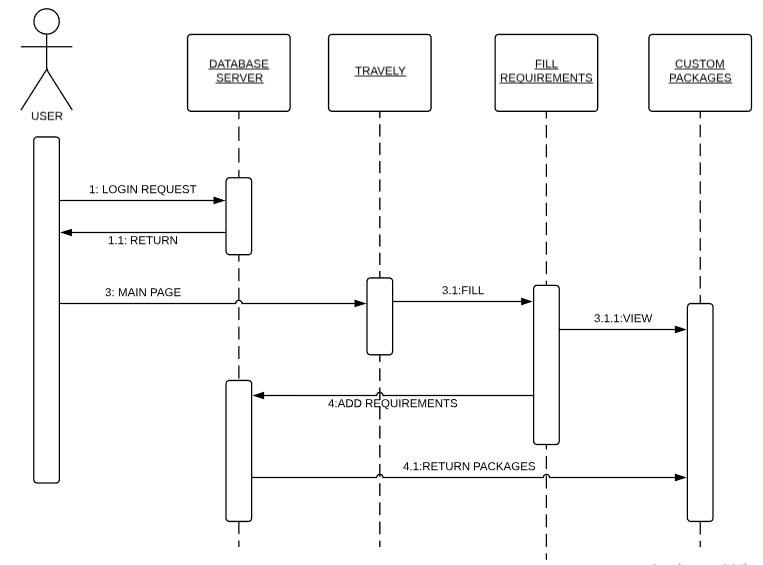 DATABASE
SERVER
TRAVELY
FILL
REQUIREMENTS
CUSTOM
PACKAGES
USER
1: LOGIN REQUEST
1.1: RETURN
3: MAIN PAGE
3.1:FILL
3.1.1:VIEW
4:ADD REQUIREMENTS
4.1:RETURN PACKAGES